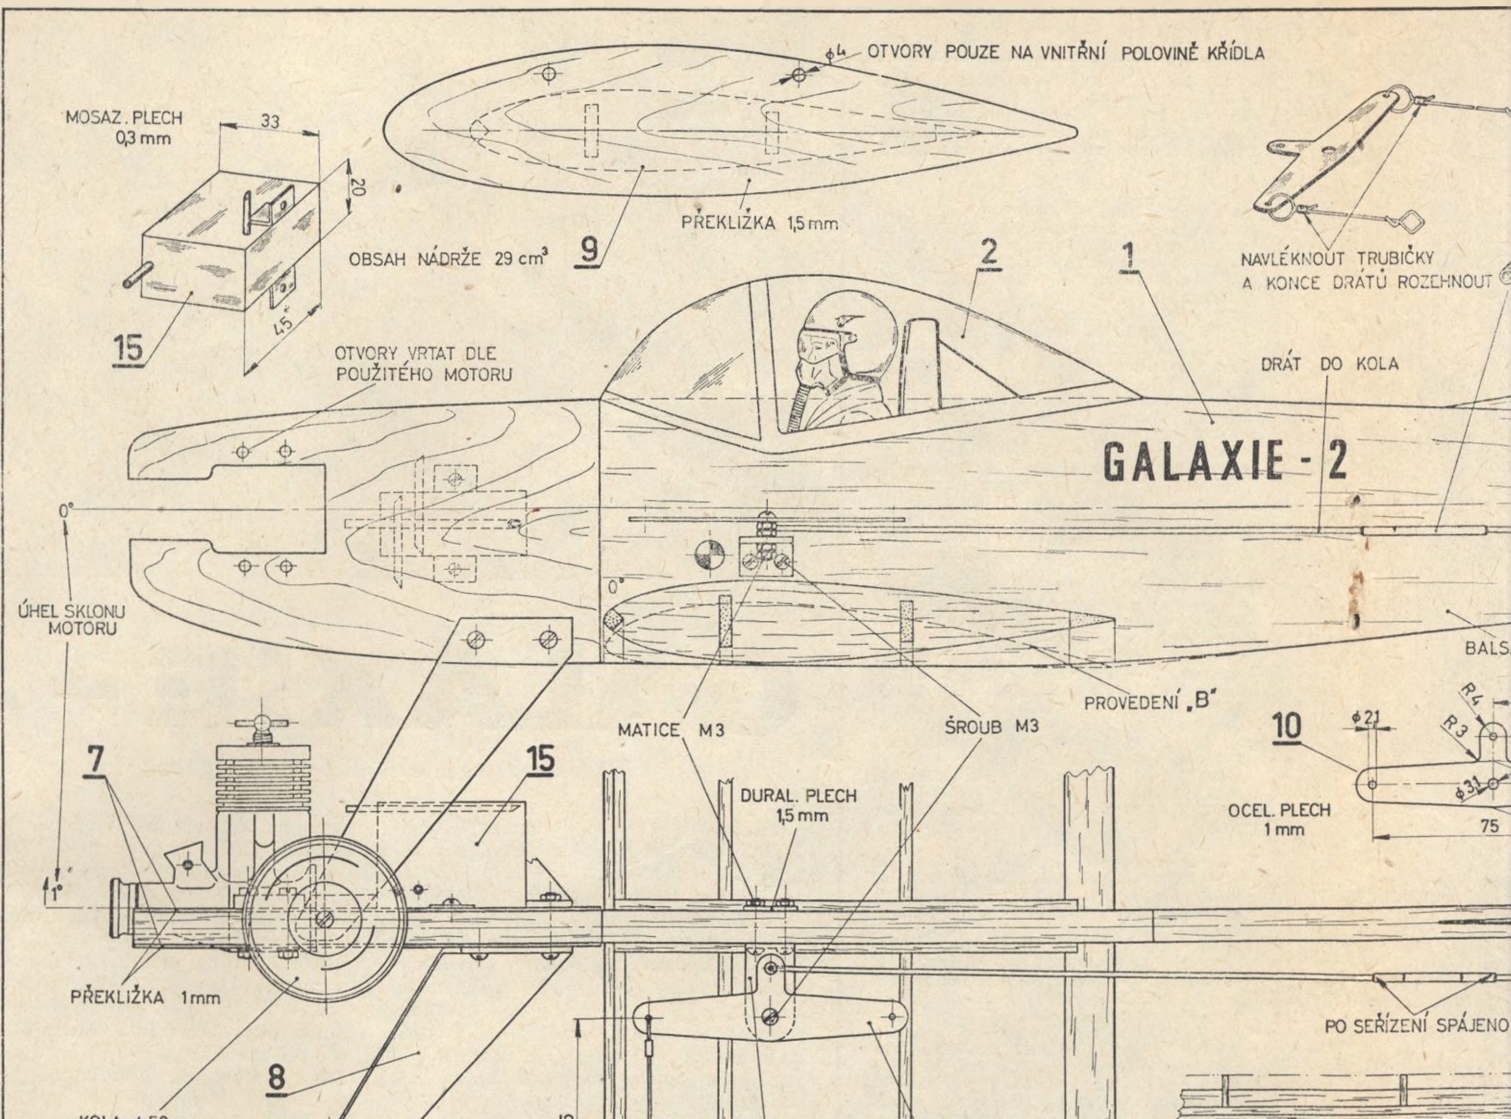 ϕ4 OTVORY POUZE NA VNITŘNÍ POLOVINĚ KŘÍDLA
MOSAZ. PLECH
0,3 mm
33
20
45
15
OBSAH NÁDRŽE 29 cm³
9
PŘEKLIŽKA 1,5 mm
2
1
NAVLÉKNOUT TRUBIČKY
A KONCE DRÁTŮ ROZEHNOUT
OTVORY VRTAT DLE
POUŽITÉHO MOTORU
DRÁT DO KOLA
GALAXIE - 2
0°
0°
ÚHEL SKLONU
MOTORU
BALS
PROVEDENÍ „B"
MATICE M3
ŠROUB M3
10
ϕ21
R4
R3
ϕ31
75
OCEL. PLECH
1 mm
7
15
DURAL. PLECH
1,5 mm
1°
PŘEKLIŽKA 1mm
PO SEŘÍZENÍ SPÁJENO
8